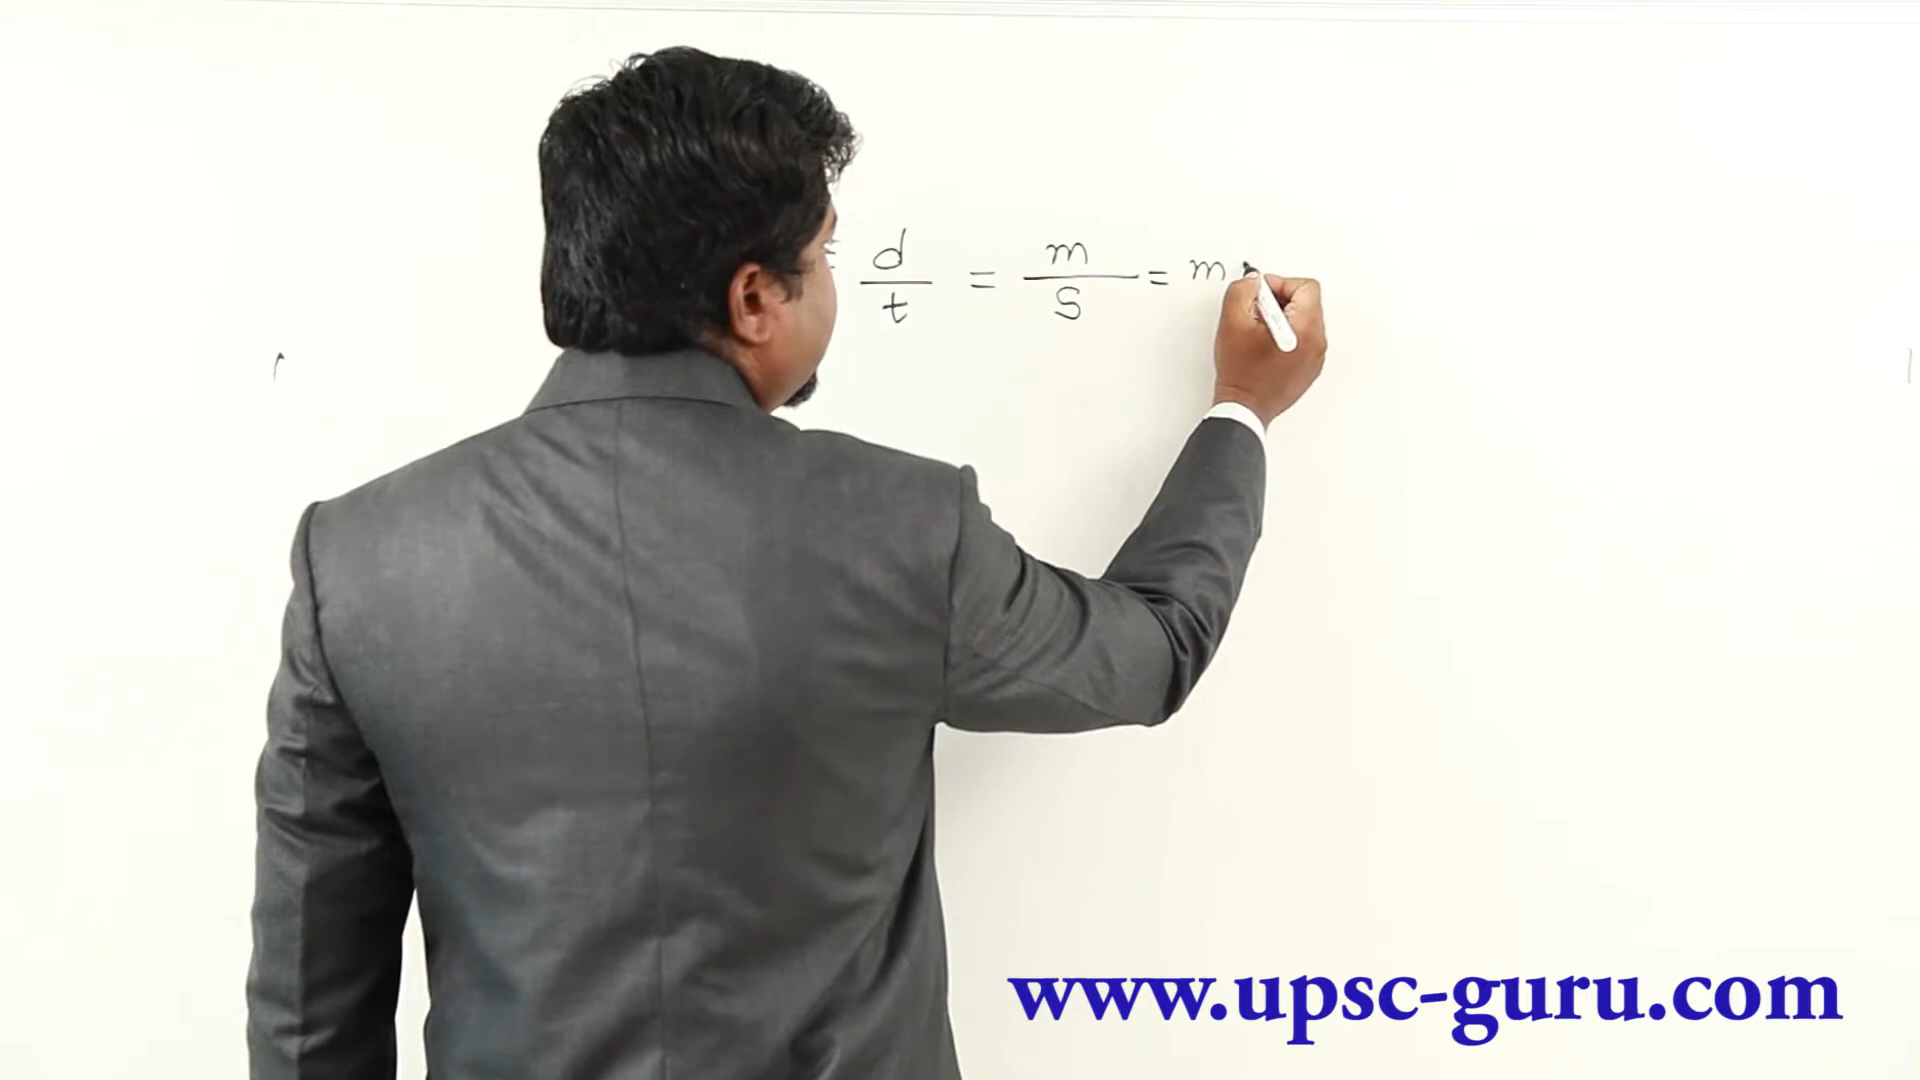 = d/t = m/s = m
www.upsc-guru.com